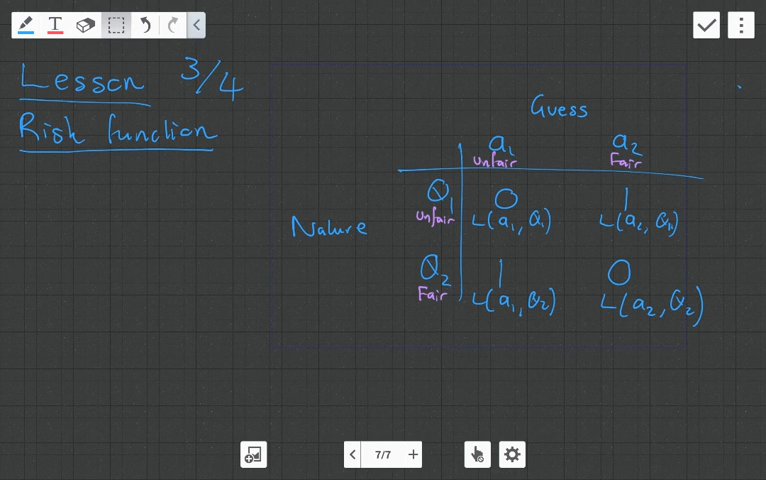 Lesson 3/4
Risk function
Guess
a1 a2
Unfair Fair
θ1 0 1
Unfair L(a1, θ1) L(a2, θ1)
Nature
θ2 1 0
Fair L(a1, θ2) L(a2, θ2)
7/7